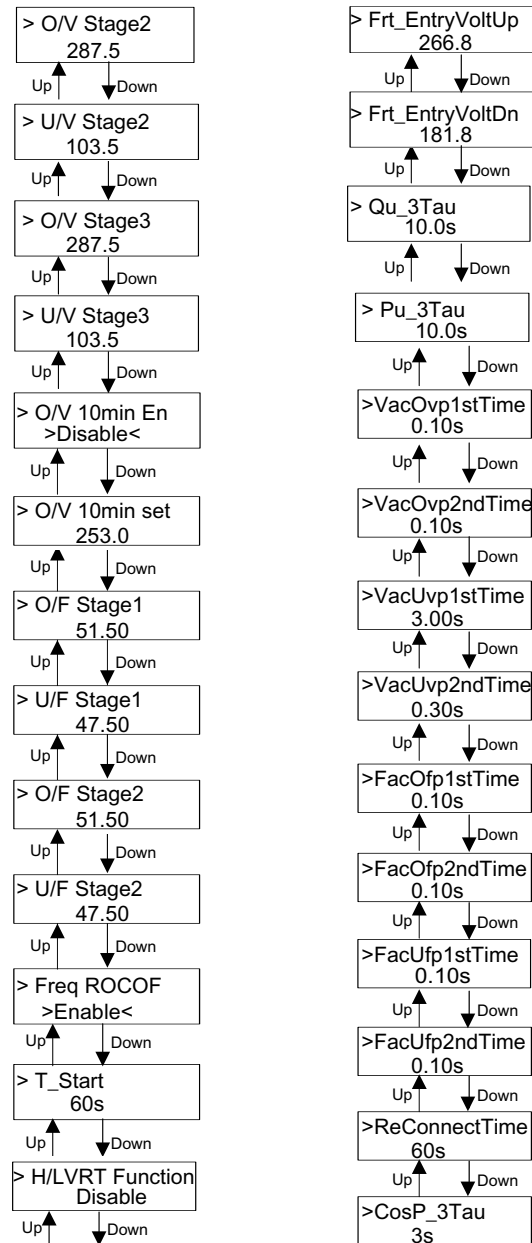 > O/V Stage2
287.5
Up
Down
> U/V Stage2
103.5
Up
Down
> O/V Stage3
287.5
Up
Down
> U/V Stage3
103.5
Up
Down
> O/V 10min En
>Disable<
Up
Down
> O/V 10min set
253.0
Up
Down
> O/F Stage1
51.50
Up
Down
> U/F Stage1
47.50
Up
Down
> O/F Stage2
51.50
Up
Down
> U/F Stage2
47.50
Up
Down
> Freq ROCOF
>Enable<
Up
Down
> T_Start
60s
Up
Down
> H/LVRT Function
Disable
Up
Down
> Frt_EntryVoltUp
266.8
Up
Down
> Frt_EntryVoltDn
181.8
Up
Down
> Qu_3Tau
10.0s
Up
Down
> Pu_3Tau
10.0s
Up
Down
>VacOvp1stTime
0.10s
Up
Down
>VacOvp2ndTime
0.10s
Up
Down
>VacUvp1stTime
3.00s
Up
Down
>VacUvp2ndTime
0.30s
Up
Down
>FacOfp1stTime
0.10s
Up
Down
>FacOfp2ndTime
0.10s
Up
Down
>FacUfp1stTime
0.10s
Up
Down
>FacUfp2ndTime
0.10s
Up
Down
>ReConnectTime
60s
Up
Down
>CosP_3Tau
3s